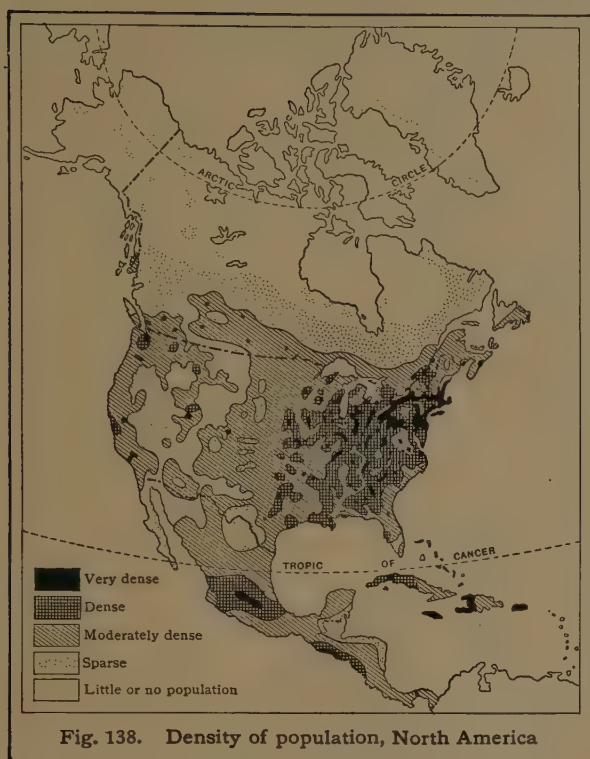 ARCTIC CIRCLE
TROPIC OF CANCER
Very dense
Dense
Moderately dense
Sparse
Little or no population
Fig. 138. Density of population, North America